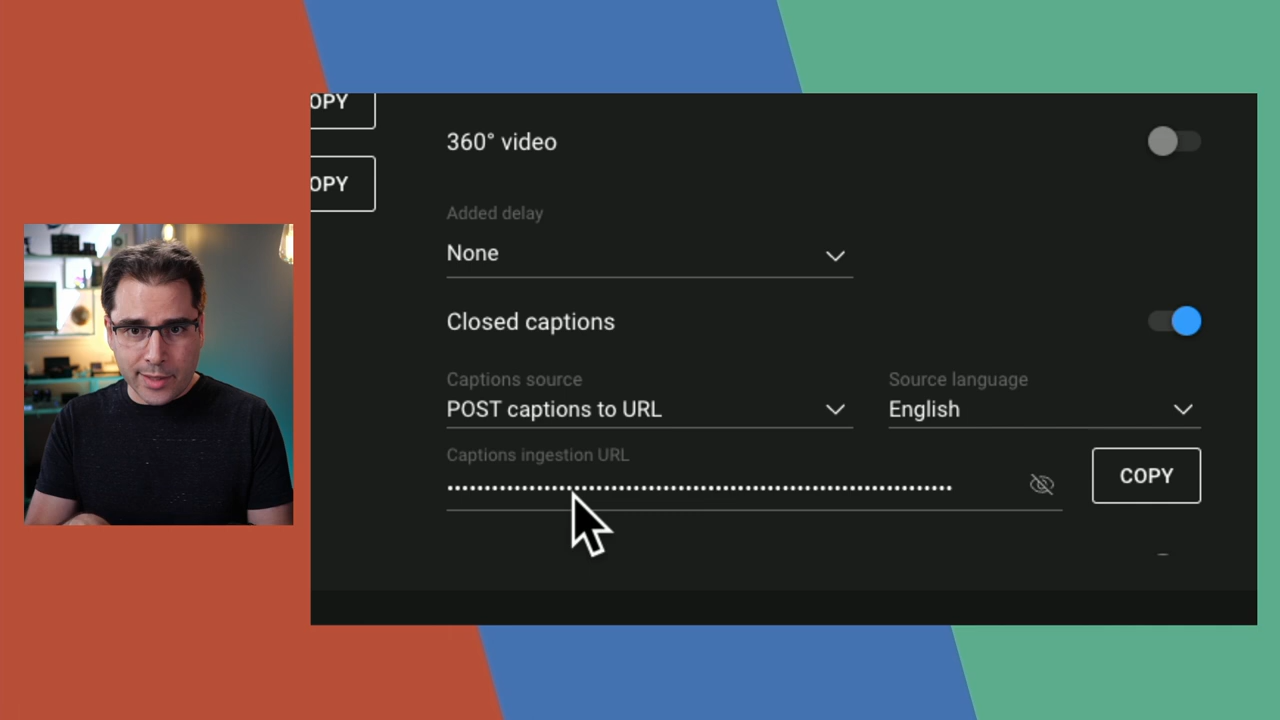 OPY
OPY
360° video
Added delay
None
Closed captions
Captions source
Source language
POST captions to URL
English
Captions ingestion URL
COPY